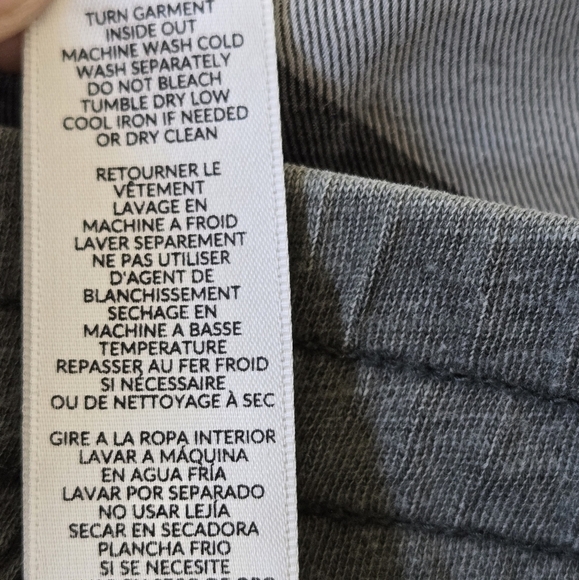 TURN GARMENT
INSIDE OUT
MACHINE WASH COLD
WASH SEPARATELY
DO NOT BLEACH
TUMBLE DRY LOW
COOL IRON IF NEEDED
OR DRY CLEAN
RETOURNER LE
VÊTEMENT
LAVAGE EN
MACHINE A FROID
LAVER SEPAREMENT
NE PAS UTILISER
D'AGENT DE
BLANCHISSEMENT
SECHAGE EN
MACHINE A BASSE
TEMPERATURE
REPASSER AU FER FROID
SI NÉCESSAIRE
OU DE NETTOYAGE À SEC
GIRE A LA ROPA INTERIOR
LAVAR A MÁQUINA
EN AGUA FRÍA
LAVAR POR SEPARADO
NO USAR LEJÍA
SECAR EN SECADORA
PLANCHA FRIO
SI SE NECESITE